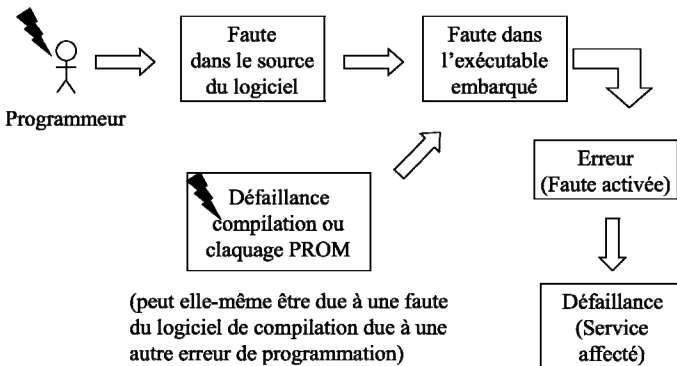 Programmeur
Faute
dans le source
du logiciel
Faute dans
l'exécutable
embarqué
Erreur
(Faute activée)
Défaillance
compilation ou
claquage PROM
(peut elle-même être due à une faute
du logiciel de compilation due à une
autre erreur de programmation)
Défaillance
(Service
affecté)